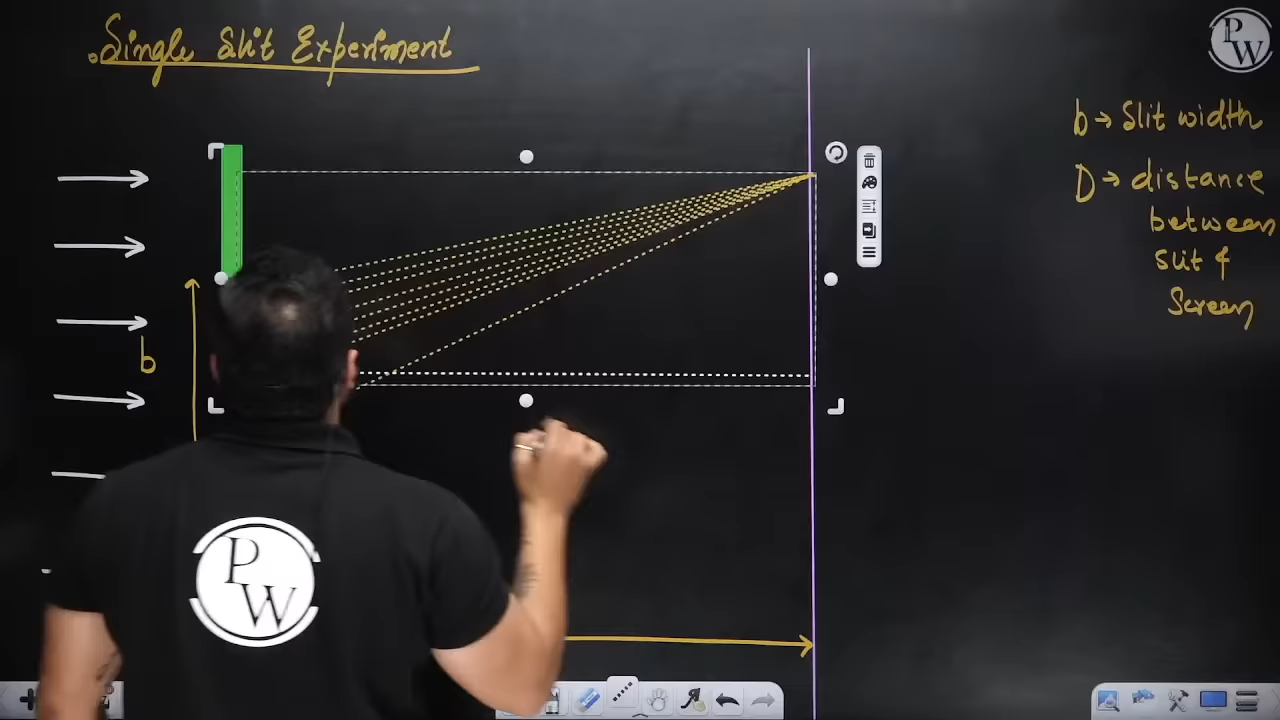 Single Slit Experiment
P
W
b → Slit width
D → distance
between
Slit &
Screen
b
P
W